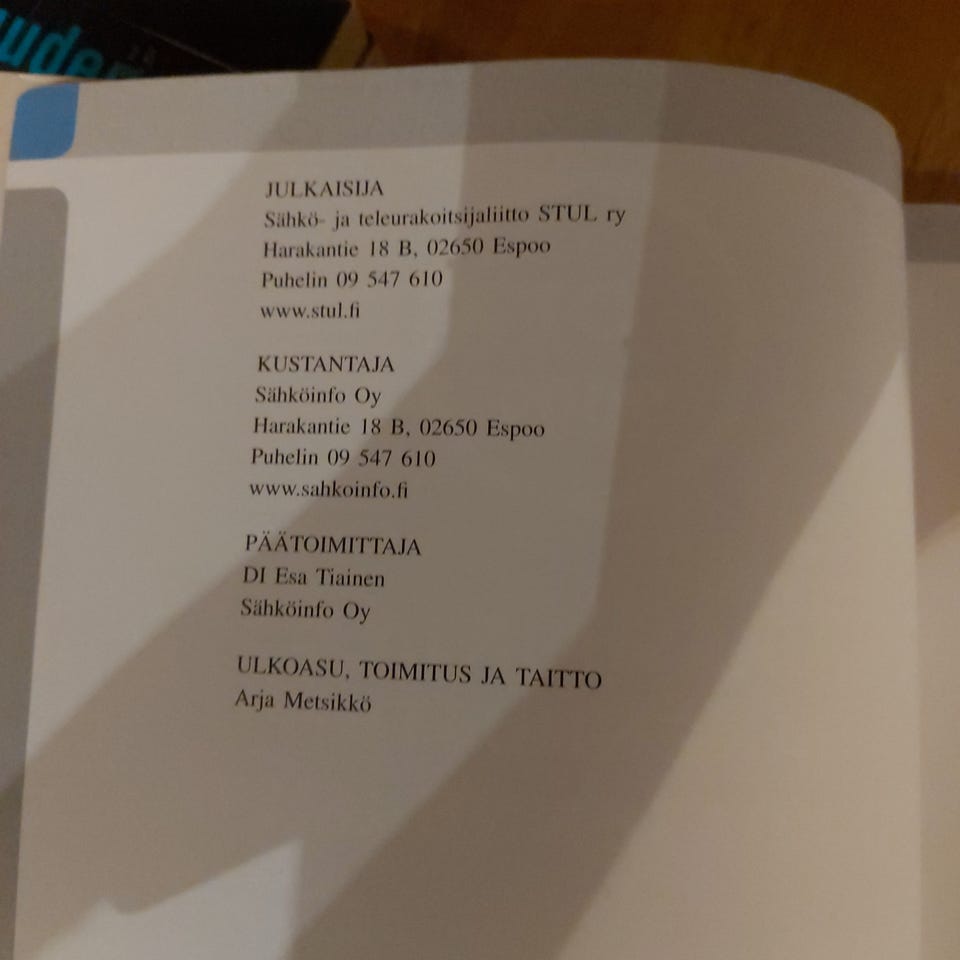 JULKAISIJA
Sähkö- ja teleurakoitsijaliitto STUL ry
Harakantie 18 B, 02650 Espoo
Puhelin 09 547 610
www.stul.fi
KUSTANTAJA
Sähköinfo Oy
Harakantie 18 B, 02650 Espoo
Puhelin 09 547 610
www.sahkoinfo.fi
PÄÄTOIMITTAJA
DI Esa Tiainen
Sähköinfo Oy
ULKOASU, TOIMITUS JA TAITTO
Arja Metsikkö